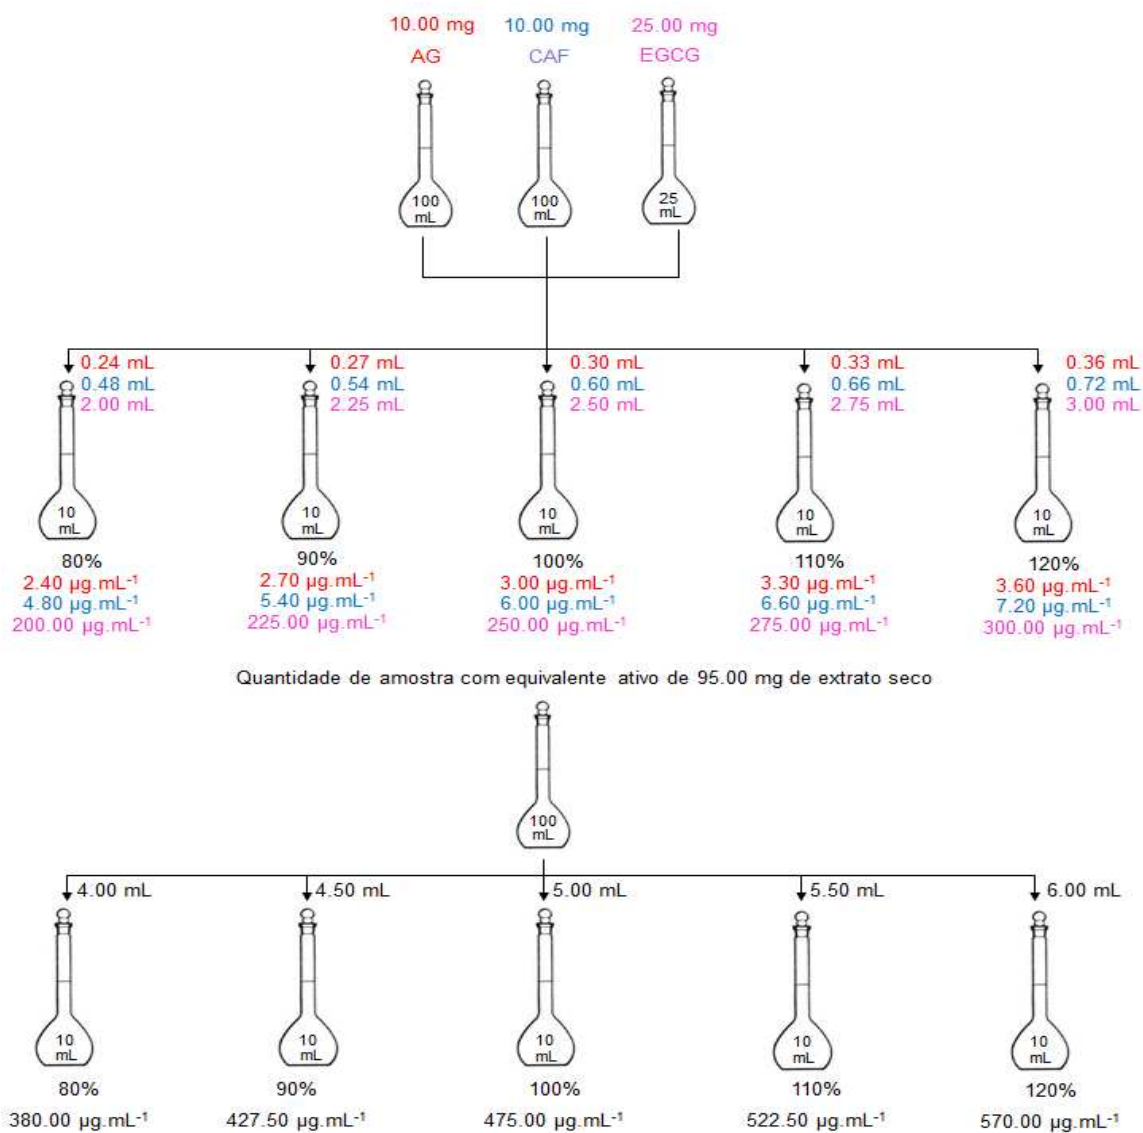 10.00 mg 10.00 mg 25.00 mg
AG CAF EGCG
100 mL 100 mL 25 mL
0.24 mL 0.27 mL 0.30 mL 0.33 mL 0.36 mL
0.48 mL 0.54 mL 0.60 mL 0.66 mL 0.72 mL
2.00 mL 2.25 mL 2.50 mL 2.75 mL 3.00 mL
10 mL 10 mL 10 mL 10 mL 10 mL
80% 90% 100% 110% 120%
2.40 µg.mL⁻¹ 2.70 µg.mL⁻¹ 3.00 µg.mL⁻¹ 3.30 µg.mL⁻¹ 3.60 µg.mL⁻¹
4.80 µg.mL⁻¹ 5.40 µg.mL⁻¹ 6.00 µg.mL⁻¹ 6.60 µg.mL⁻¹ 7.20 µg.mL⁻¹
200.00 µg.mL⁻¹ 225.00 µg.mL⁻¹ 250.00 µg.mL⁻¹ 275.00 µg.mL⁻¹ 300.00 µg.mL⁻¹
Quantidade de amostra com equivalente ativo de 95.00 mg de extrato seco
100 mL
4.00 mL 4.50 mL 5.00 mL 5.50 mL 6.00 mL
10 mL 10 mL 10 mL 10 mL 10 mL
80% 90% 100% 110% 120%
380.00 µg.mL⁻¹ 427.50 µg.mL⁻¹ 475.00 µg.mL⁻¹ 522.50 µg.mL⁻¹ 570.00 µg.mL⁻¹